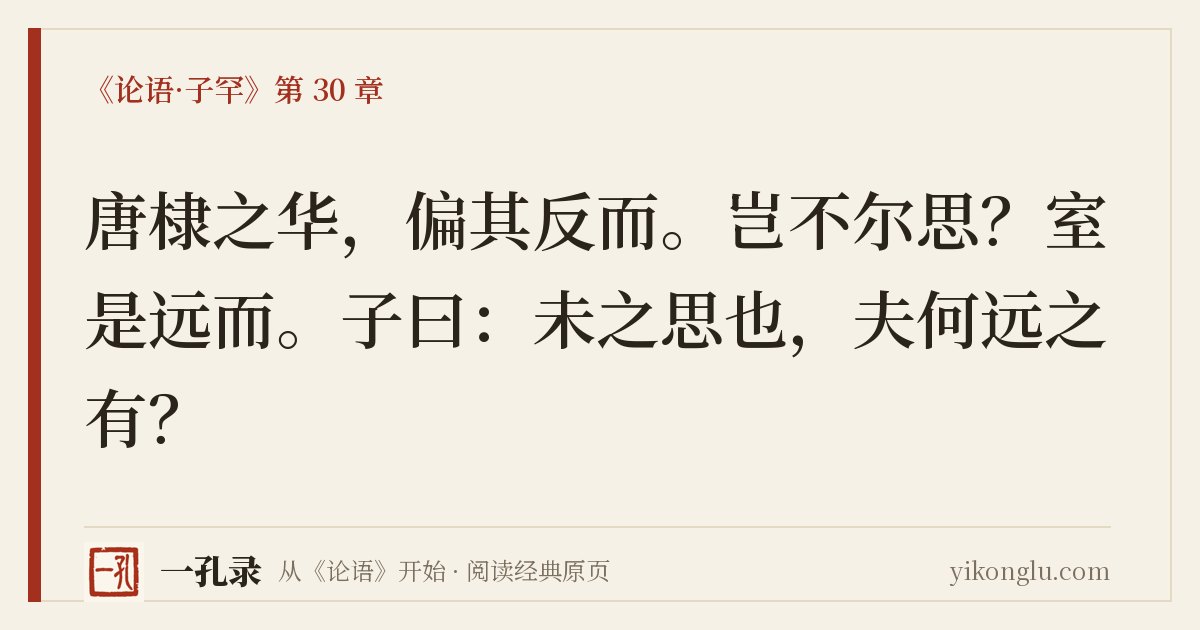 《论语·子罕》第 30 章
唐棣之华，偏其反而。岂不尔思？室
是远而。子曰：未之思也，夫何远之
有？
一孔
一孔录 从《论语》开始 · 阅读经典原页 yikonglu.com